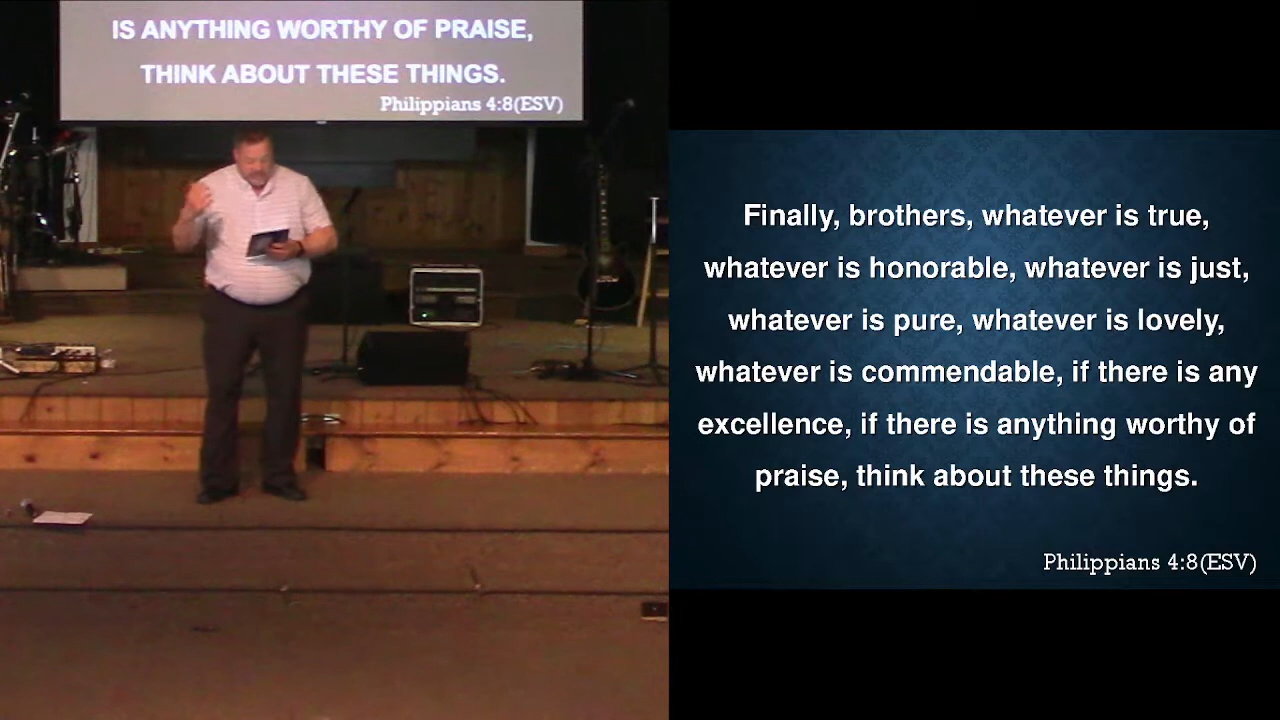 IS ANYTHING WORTHY OF PRAISE,
THINK ABOUT THESE THINGS.
Philippians 4:8(ESV)
Finally, brothers, whatever is true,
whatever is honorable, whatever is just,
whatever is pure, whatever is lovely,
whatever is commendable, if there is any
excellence, if there is anything worthy of
praise, think about these things.
Philippians 4:8(ESV)